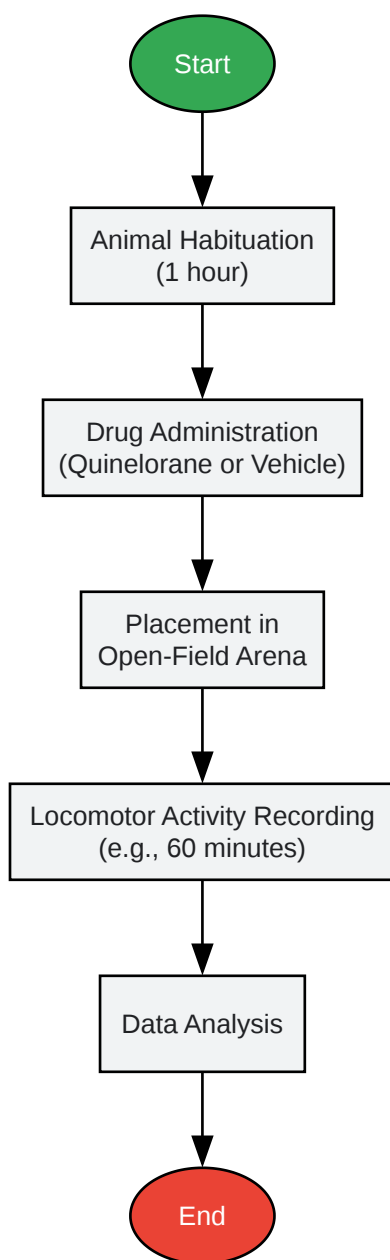 Start
Animal Habituation
(1 hour)
Drug Administration
(Quinelorane or Vehicle)
Placement in
Open-Field Arena
Locomotor Activity Recording
(e.g., 60 minutes)
Data Analysis
End